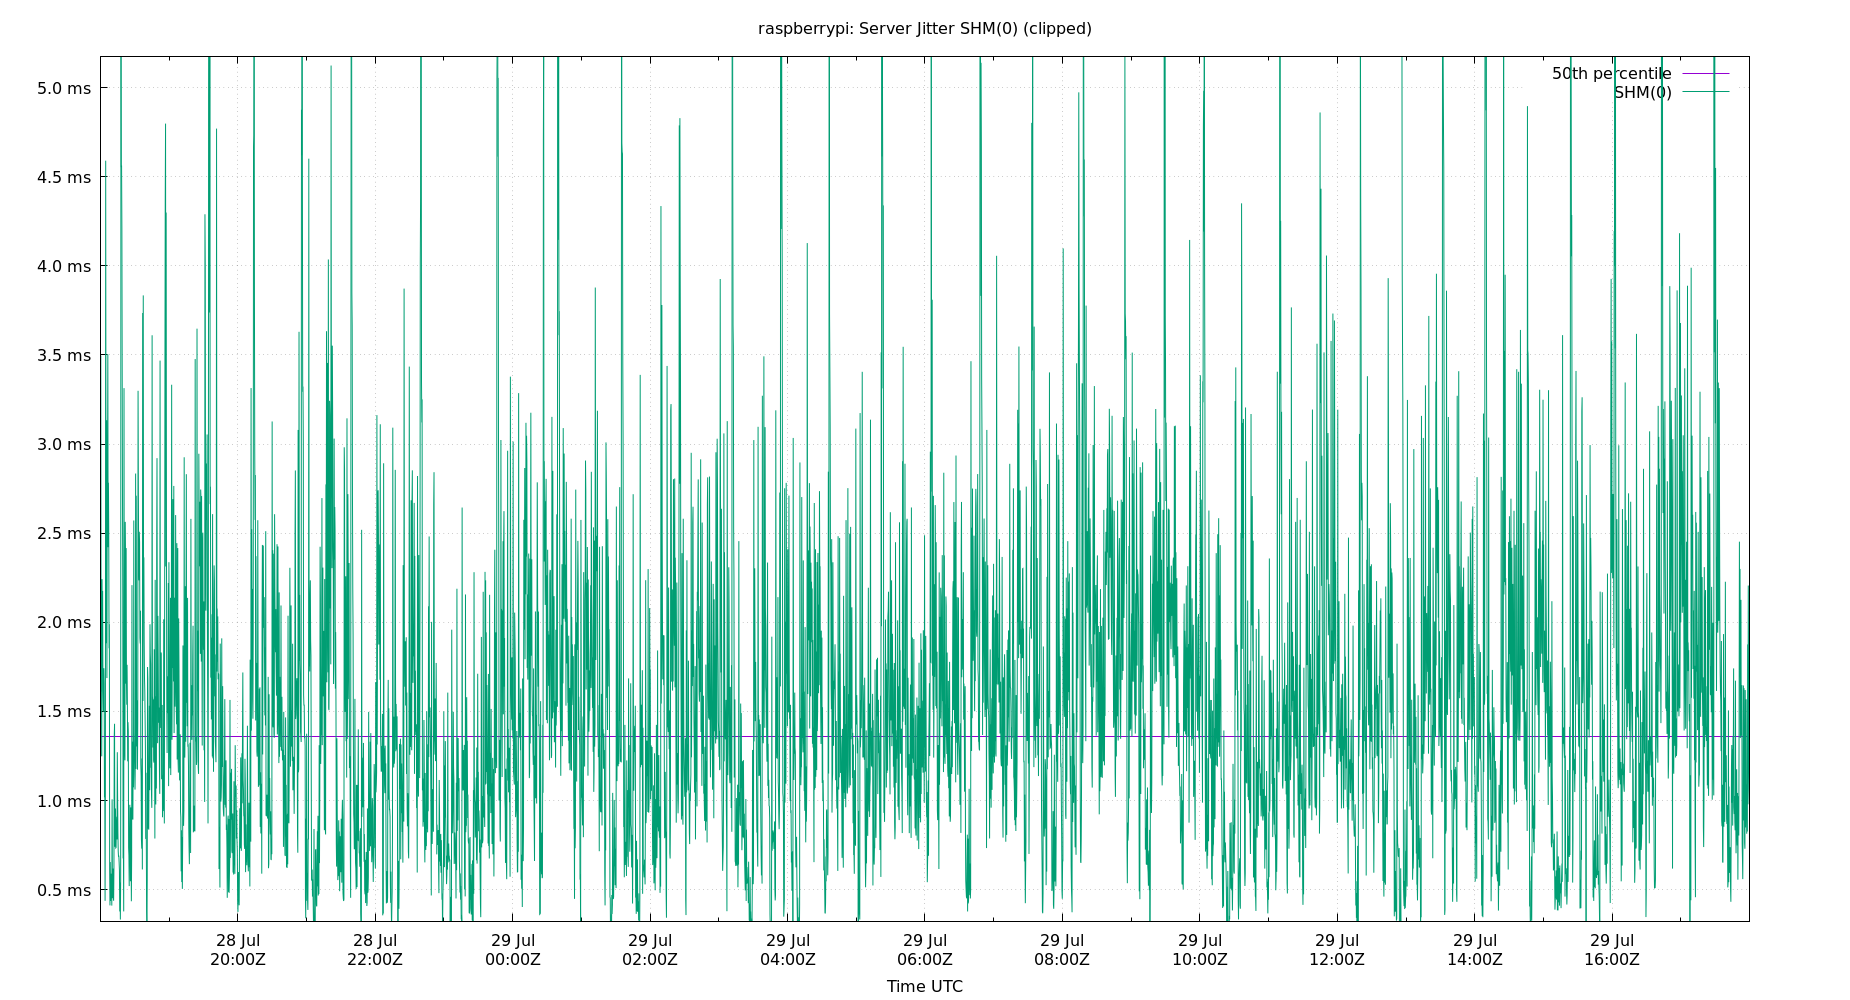 raspberrypi: Server Jitter SHM(0) (clipped)
50th percentile
SHM(0)
5.0 ms
4.5 ms
4.0 ms
3.5 ms
3.0 ms
2.5 ms
2.0 ms
1.5 ms
1.0 ms
0.5 ms
28 Jul 28 Jul 29 Jul 29 Jul 29 Jul 29 Jul 29 Jul 29 Jul 29 Jul 29 Jul 29 Jul
20:00Z 22:00Z 00:00Z 02:00Z 04:00Z 06:00Z 08:00Z 10:00Z 12:00Z 14:00Z 16:00Z
Time UTC